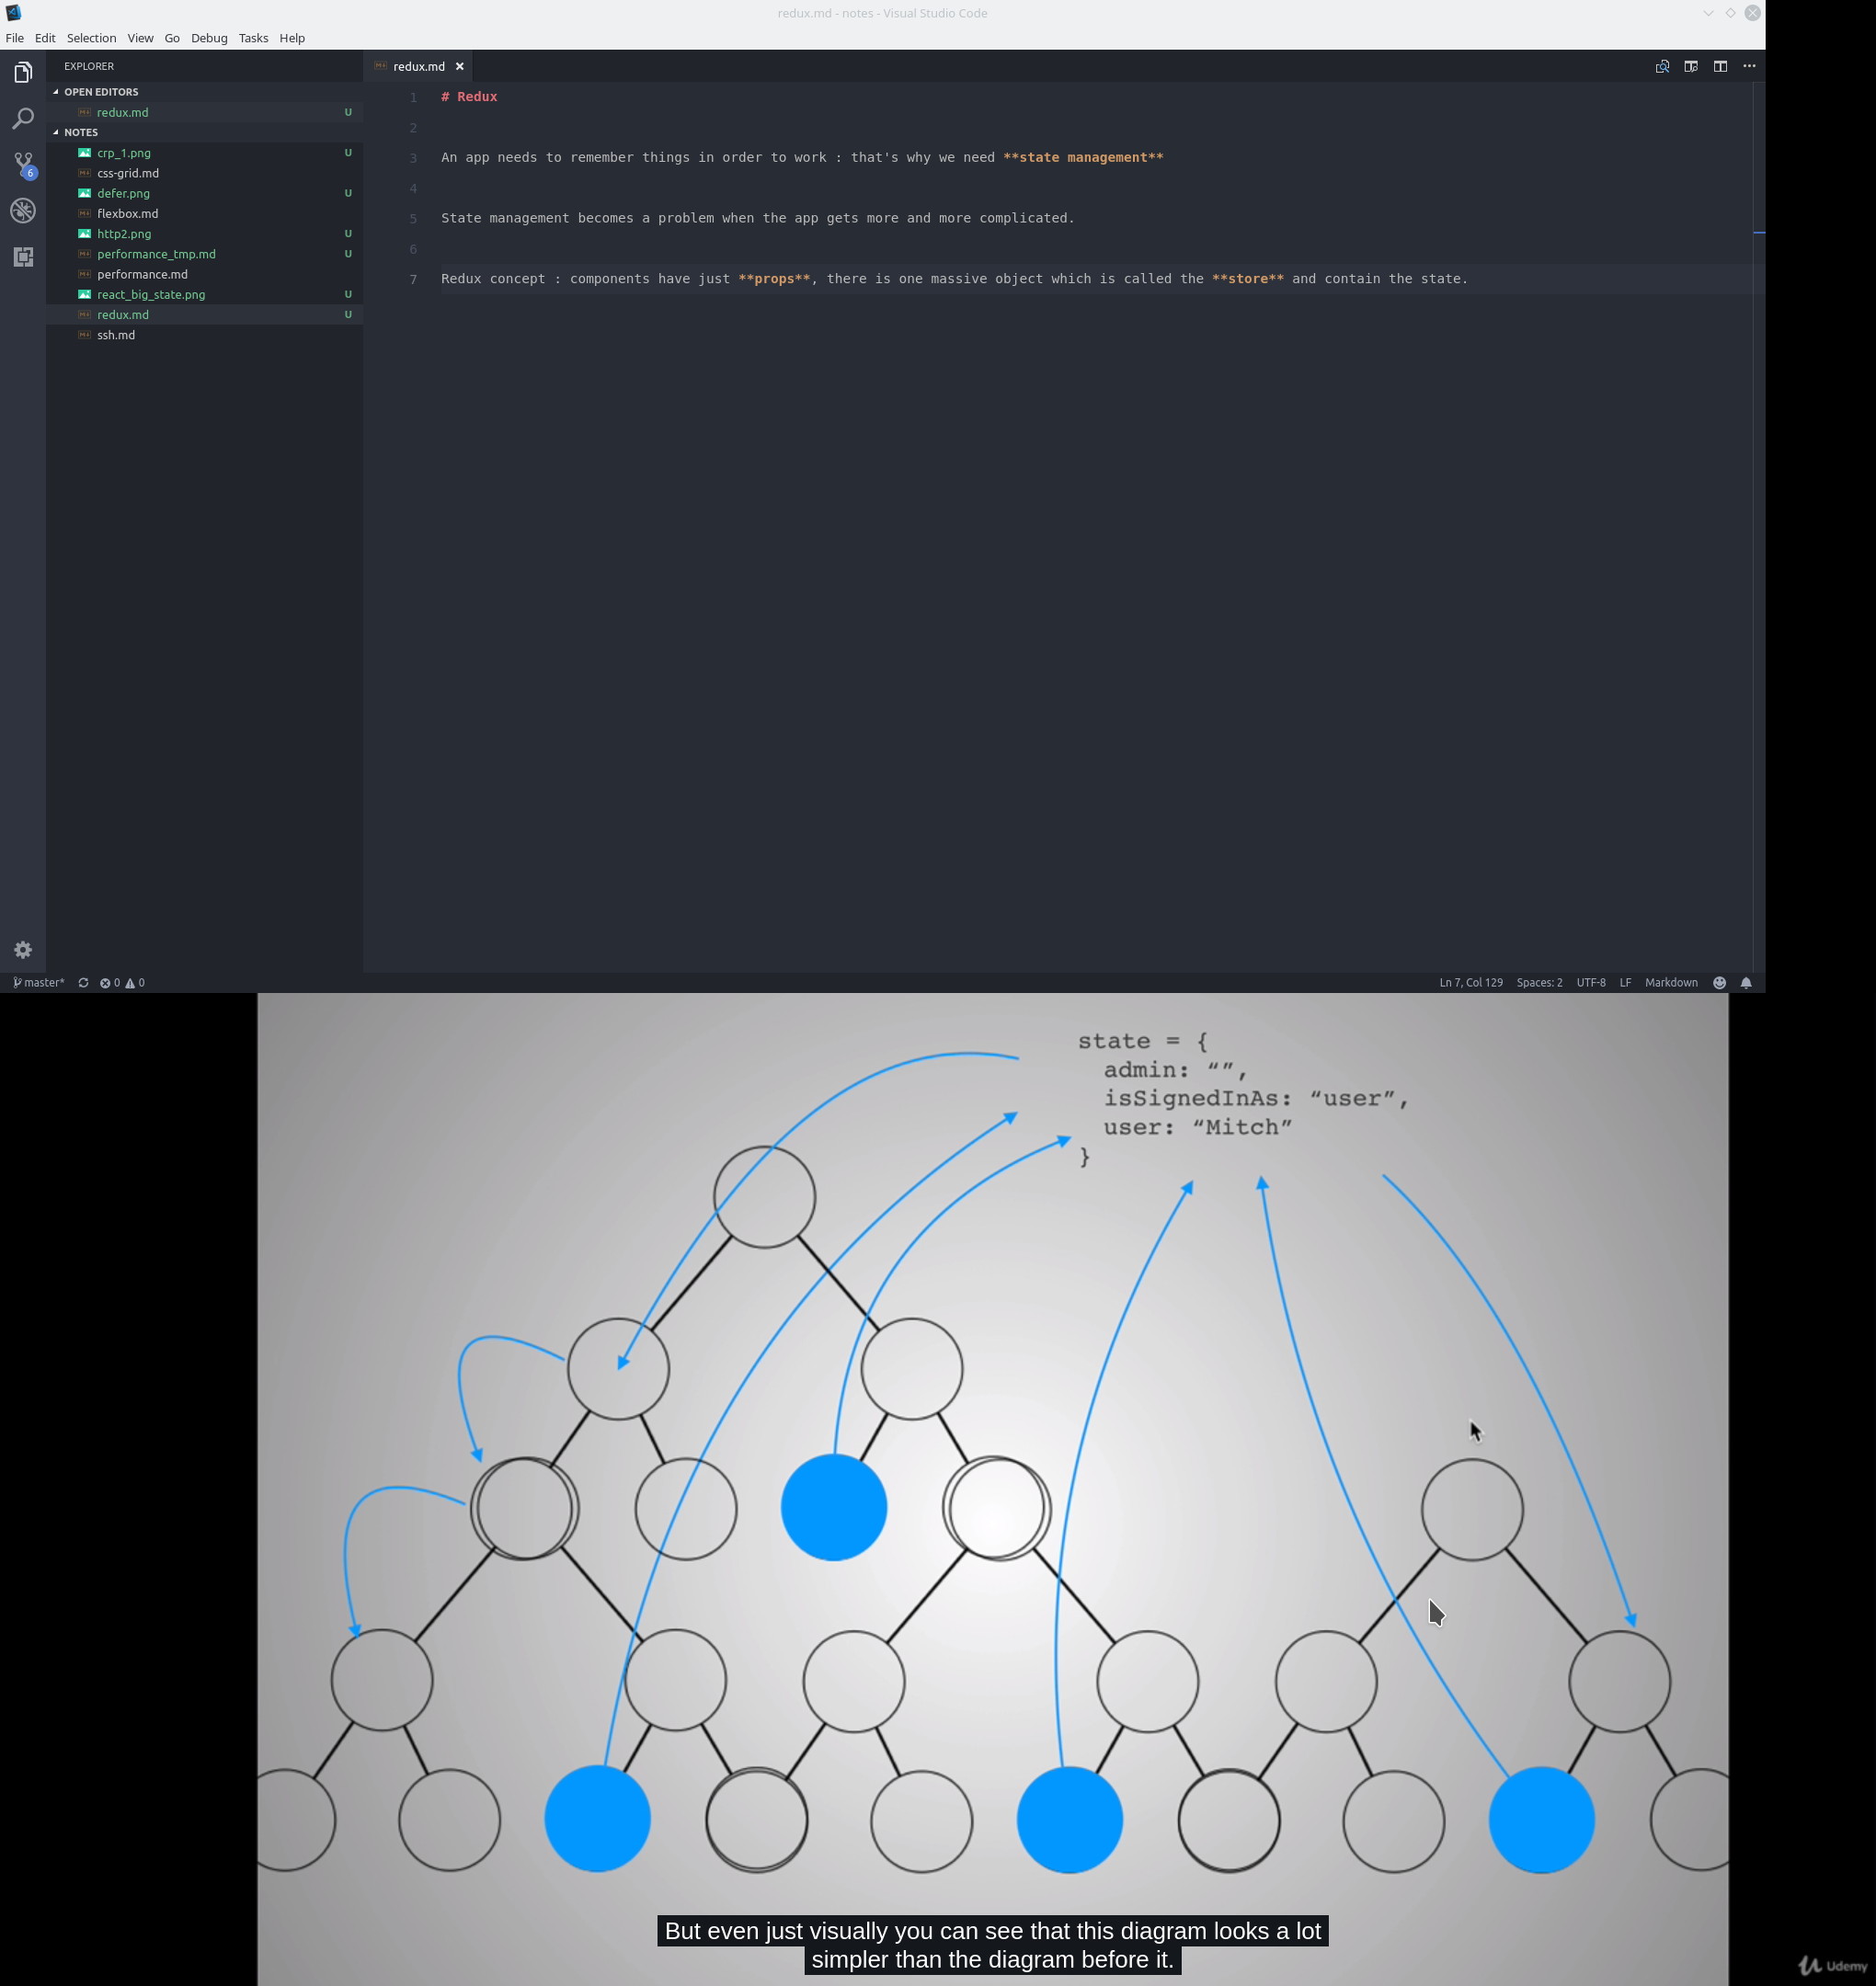 redux.md - notes - Visual Studio Code
File Edit Selection View Go Debug Tasks Help
EXPLORER
OPEN EDITORS
redux.md U
NOTES
crp_1.png U
css-grid.md
defer.png U
flexbox.md
http2.png U
performance_tmp.md U
performance.md
react_big_state.png U
redux.md U
ssh.md
6
redux.md
1 # Redux
2
3 An app needs to remember things in order to work : that's why we need **state management**
4
5 State management becomes a problem when the app gets more and more complicated.
6
7 Redux concept : components have just **props**, there is one massive object which is called the **store** and contain the state.
master* 0 0 Ln 7, Col 129 Spaces: 2 UTF-8 LF Markdown
state = {
admin: “”,
isSignedInAs: “user”,
user: “Mitch”
}
But even just visually you can see that this diagram looks a lot
simpler than the diagram before it.
Udemy